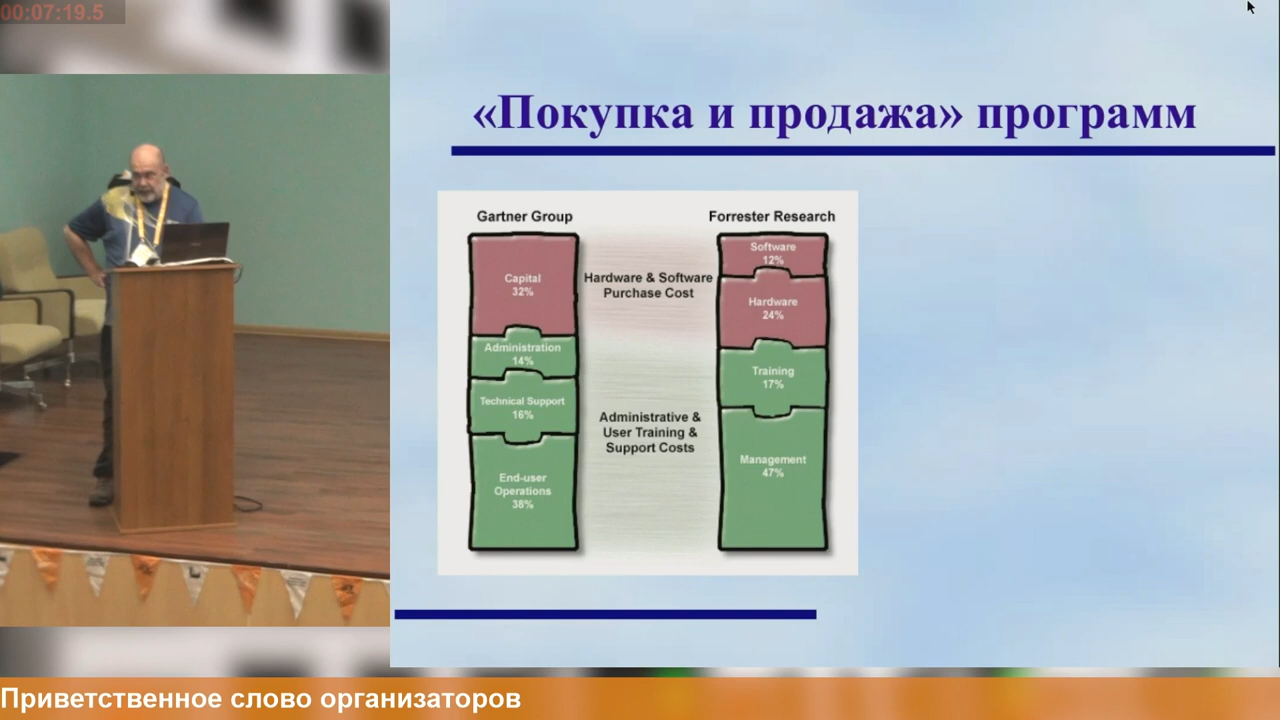 00:07:19.5
«Покупка и продажа» программ
Gartner Group
Forrester Research
Capital
32%
Administration
14%
Technical Support
16%
End-user
Operations
38%
Hardware & Software
Purchase Cost
Administrative &
User Training &
Support Costs
Software
12%
Hardware
24%
Training
17%
Management
47%
Приветственное слово организаторов